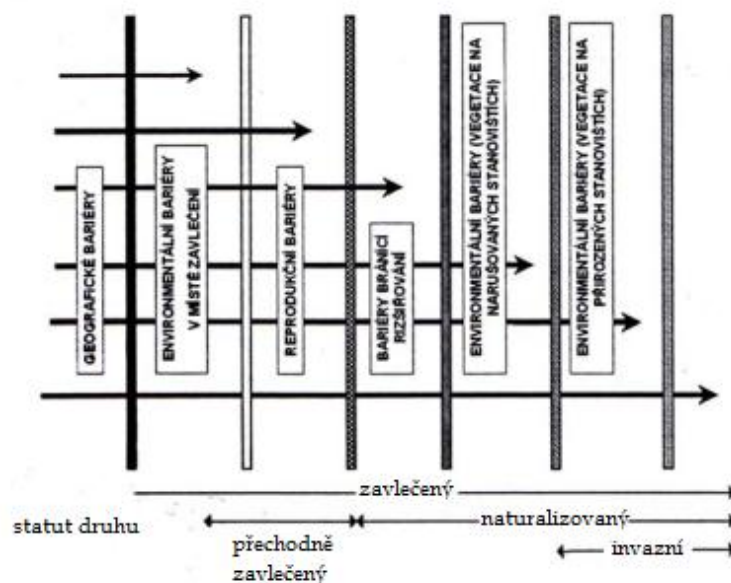 GEOGRAFICKÉ BARIÉRY
ENVIRONMENTÁLNÍ BARIÉRY
V MÍSTĚ ZAVLEČENÍ
REPRODUKČNÍ BARIÉRY
BARIÉRY BRÁNÍCÍ
RIZŠIŘOVÁNÍ
ENVIRONMENTÁLNÍ BARIÉRY (VEGETACE NA
NARUŠOVANÝCH STANOVIŠTÍCH)
ENVIRONMENTÁLNÍ BARIÉRY (VEGETACE NA
PŘIROZENÝCH STANOVIŠTÍCH)
zavlečený
statut druhu
naturalizovaný
přechodně
zavlečený
invazní